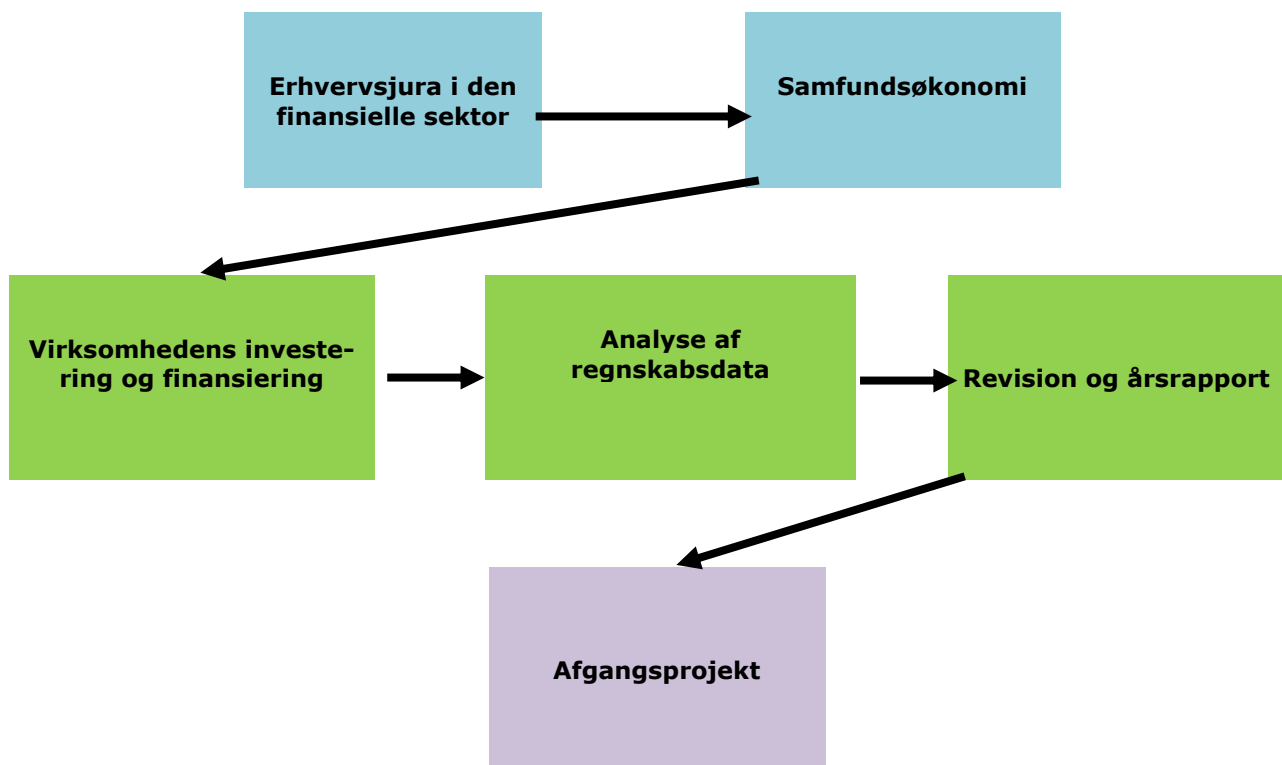 Erhvervsjura i den
finansielle sektor
Samfundsøkonomi
Virksomhedens investe-
ring og finansiering
Analyse af
regnskabsdata
Revision og årsrapport
Afgangsprojekt